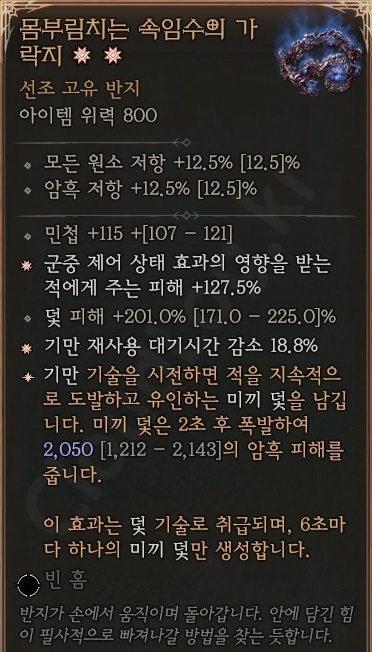 몸부림치는 속임수의 가
락지
선조 고유 반지
아이템 위력 800
모든 원소 저항 +12.5% [12.5]%
암흑 저항 +12.5% [12.5]%
민첩 +115 +[107 – 121]
군중 제어 상태 효과의 영향을 받는
적에게 주는 피해 +127.5%
덫 피해 +201.0% [171.0 – 225.0]%
기만 재사용 대기시간 감소 18.8%
기만 기술을 시전하면 적을 지속적으
로 도발하고 유인하는 미끼 덫을 남깁
니다. 미끼 덫은 2초 후 폭발하여
2,050 [1,212 – 2,143]의 암흑 피해를
줍니다.
이 효과는 덫 기술로 취급되며, 6초마
다 하나의 미끼 덫만 생성합니다.
빈 홈
반지가 손에서 움직이며 돌아갑니다. 안에 담긴 힘
이 필사적으로 빠져나갈 방법을 찾는 듯합니다.